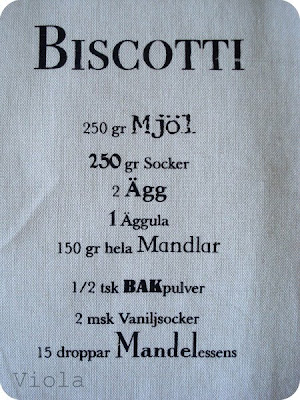 BISCOTTI
250 gr Mjöl
250 gr Socker
2 Ägg
1 Äggula
150 gr hela Mandlar
1/2 tsk BAKpulver
2 msk Vaniljsocker
15 droppar Mandelessens
Viola